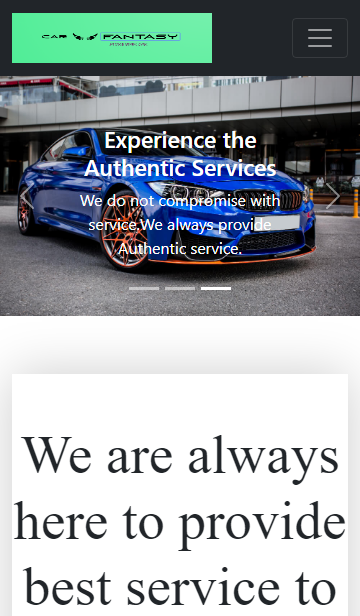 CAR FANTASY
Experience the
Authentic Services
We do not compromise with
service.We always provide
Authentic service.
We are always
here to provide
best service to